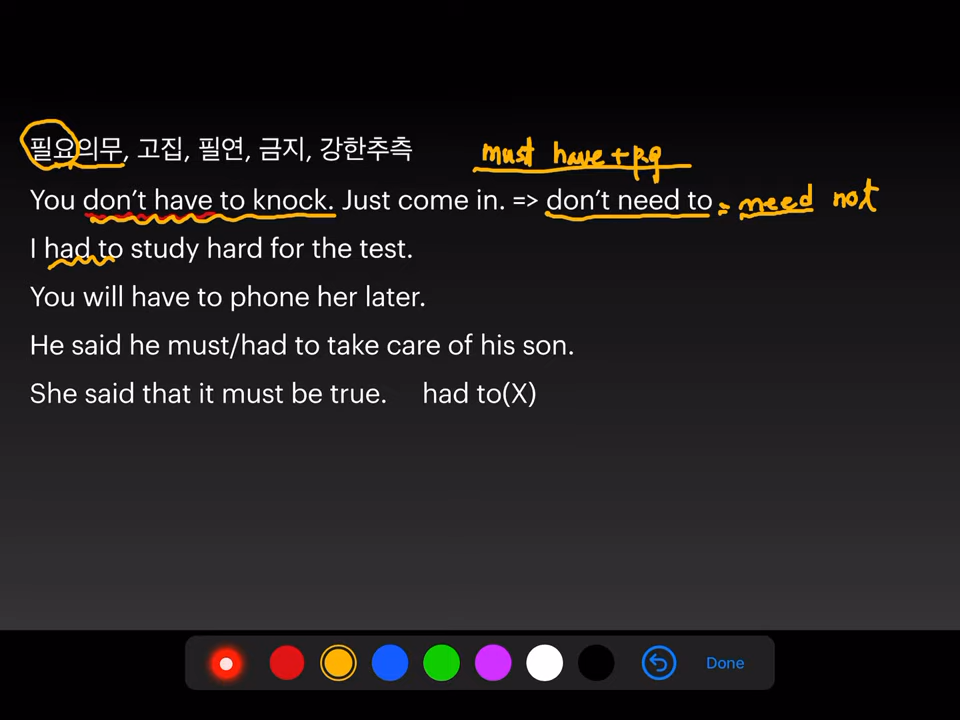 필요의무, 고집, 필연, 금지, 강한추측 must have + p.p
You don't have to knock. Just come in. => don't need to = need not
I had to study hard for the test.
You will have to phone her later.
He said he must/had to take care of his son.
She said that it must be true. had to(X)
Done